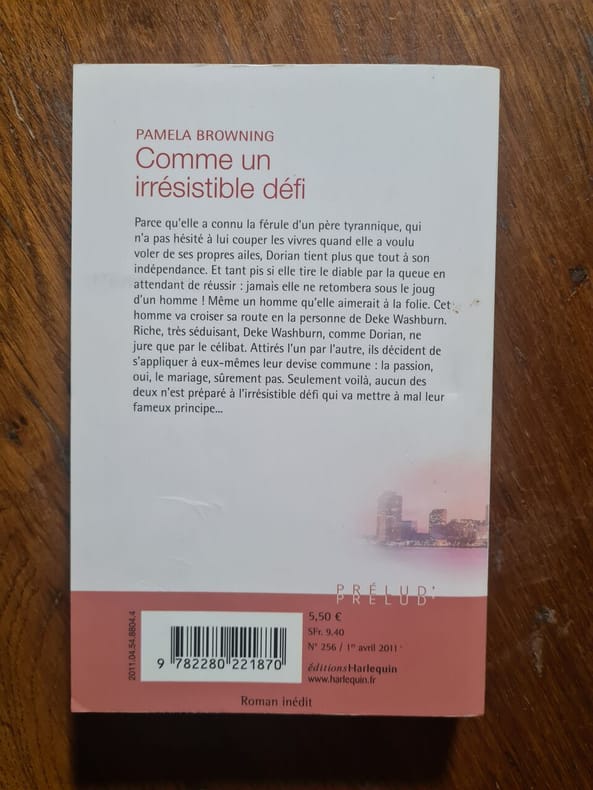 PAMELA BROWNING
Comme un
irrésistible défi
Parce qu'elle a connu la férule d'un père tyrannique, qui
n'a pas hésité à lui couper les vivres quand elle a voulu
voler de ses propres ailes, Dorian tient plus que tout à son
indépendance. Et tant pis si elle tire le diable par la queue en
attendant de réussir : jamais elle ne retombera sous le joug
d'un homme ! Même un homme qu'elle aimerait à la folie. Cet
homme va croiser sa route en la personne de Deke Washburn.
Riche, très séduisant, Deke Washburn, comme Dorian, ne
jure que par le célibat. Attirés l'un par l'autre, ils décident de
s'appliquer à eux-mêmes leur devise commune : la passion,
oui, le mariage, sûrement pas. Seulement voilà, aucun des
deux n'est préparé à l'irrésistible défi qui va mettre à mal leur
fameux principe...
PRÉLUD'
PRÉLUD'
2011.04.54.8804.4
9 782280 221870
5,50 €
SFr. 9.40
N° 256 / 1er avril 2011
éditionsHarlequin
www.harlequin.fr
Roman inédit